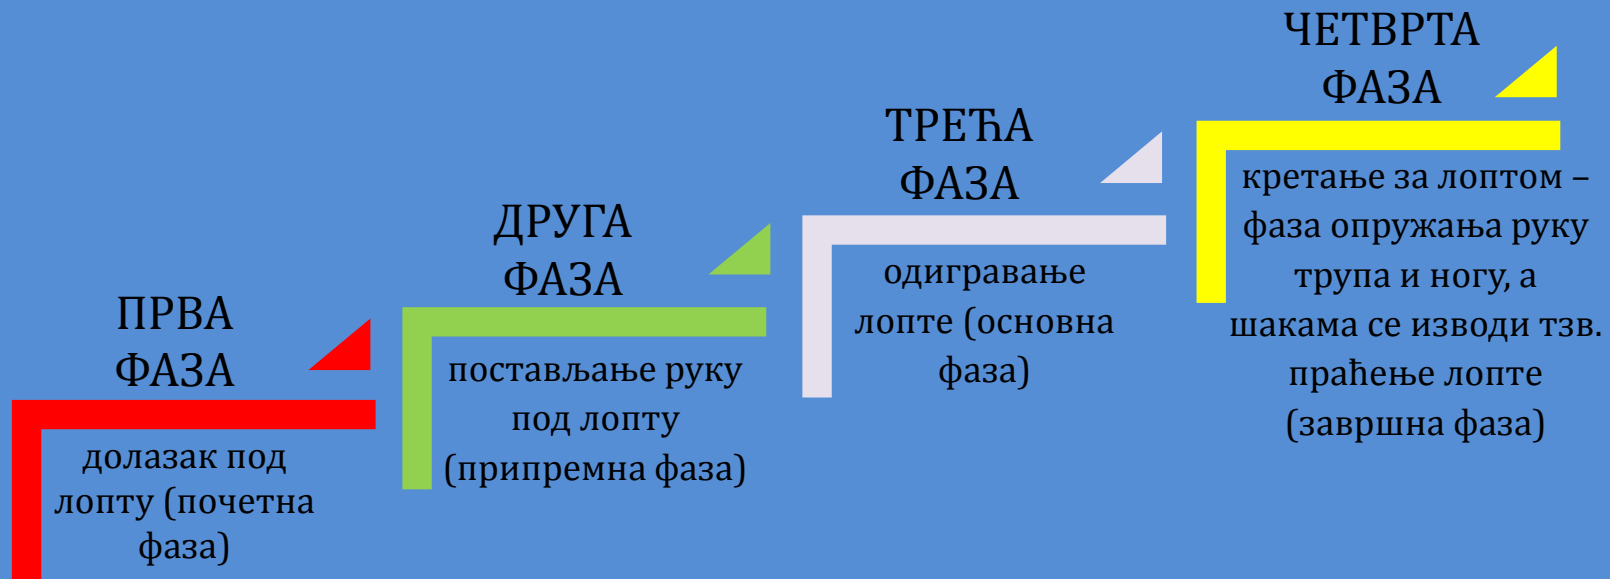 ПРВА
ФАЗА
долазак под
лопту (почетна
фаза)
ДРУГА
ФАЗА
постављање руку
под лопту
(припремна фаза)
ТРЕЋА
ФАЗА
одигравање
лопте (основна
фаза)
ЧЕТВРТА
ФАЗА
кретање за лоптом –
фаза опружања руку
трупа и ногу, а
шакама се изводи тзв.
праћење лопте
(завршна фаза)